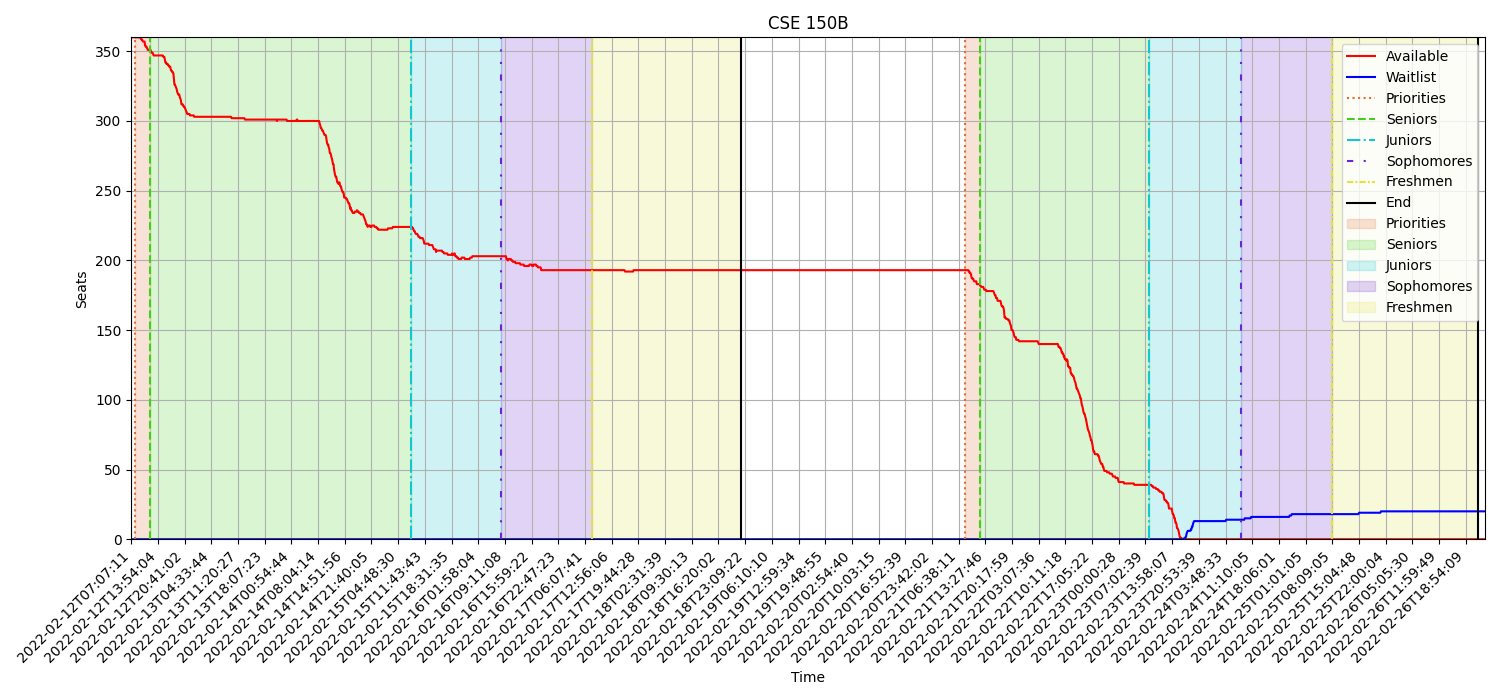 CSE 150B
Seats
350
300
250
200
150
100
50
0
Available
Waitlist
Priorities
Seniors
Juniors
Sophomores
Freshmen
End
Priorities
Seniors
Juniors
Sophomores
Freshmen
2022-02-12T07:07:11
2022-02-12T13:54:04
2022-02-12T20:41:02
2022-02-13T04:33:44
2022-02-13T11:20:27
2022-02-13T18:07:23
2022-02-14T00:54:44
2022-02-14T08:04:14
2022-02-14T14:51:56
2022-02-14T21:40:05
2022-02-15T04:48:30
2022-02-15T11:43:43
2022-02-15T18:31:35
2022-02-16T01:58:04
2022-02-16T09:11:08
2022-02-16T15:59:22
2022-02-16T22:47:23
2022-02-17T06:07:41
2022-02-17T12:56:06
2022-02-17T19:44:28
2022-02-18T02:31:39
2022-02-18T09:30:13
2022-02-18T16:20:02
2022-02-18T23:09:22
2022-02-19T06:10:10
2022-02-19T12:59:34
2022-02-19T19:48:55
2022-02-20T02:54:40
2022-02-20T10:03:15
2022-02-20T16:52:39
2022-02-20T23:42:02
2022-02-21T06:38:11
2022-02-21T13:27:46
2022-02-21T20:17:59
2022-02-22T03:07:36
2022-02-22T10:11:18
2022-02-22T17:05:22
2022-02-23T00:00:28
2022-02-23T07:02:39
2022-02-23T13:58:07
2022-02-23T20:53:39
2022-02-24T03:48:33
2022-02-24T11:10:05
2022-02-24T18:06:01
2022-02-25T01:01:05
2022-02-25T08:09:05
2022-02-25T15:04:48
2022-02-25T22:00:04
2022-02-26T05:05:30
2022-02-26T11:59:49
2022-02-26T18:54:09
Time